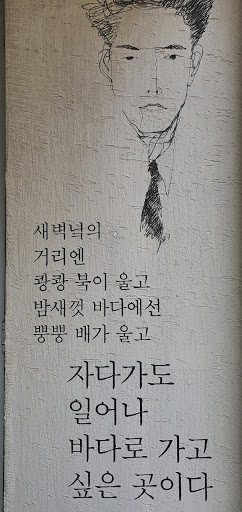 새벽녘의
거리엔
쾅쾅 북이 울고
밤새껏 바다에선
뿡뿡 배가 울고
자다가도
일어나
바다로 가고
싶은 곳이다